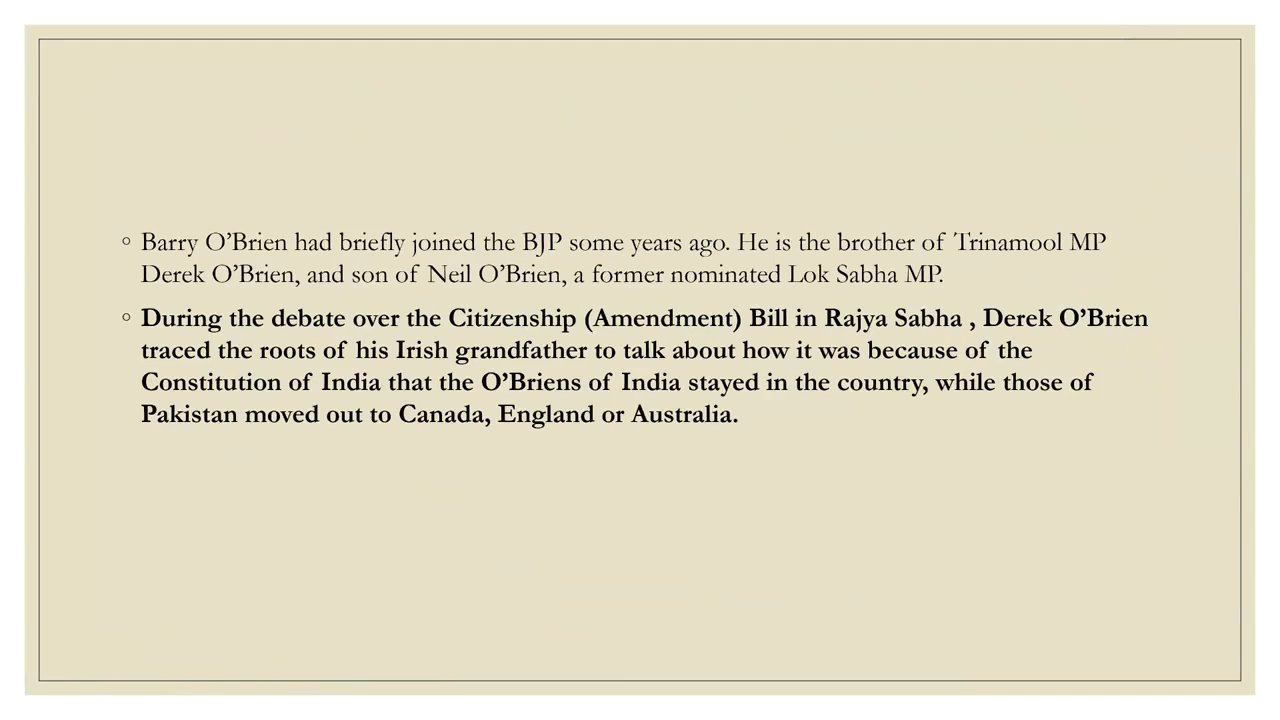 ◦ Barry O’Brien had briefly joined the BJP some years ago. He is the brother of Trinamool MP
Derek O’Brien, and son of Neil O’Brien, a former nominated Lok Sabha MP.
◦ During the debate over the Citizenship (Amendment) Bill in Rajya Sabha , Derek O’Brien
traced the roots of his Irish grandfather to talk about how it was because of the
Constitution of India that the O’Briens of India stayed in the country, while those of
Pakistan moved out to Canada, England or Australia.